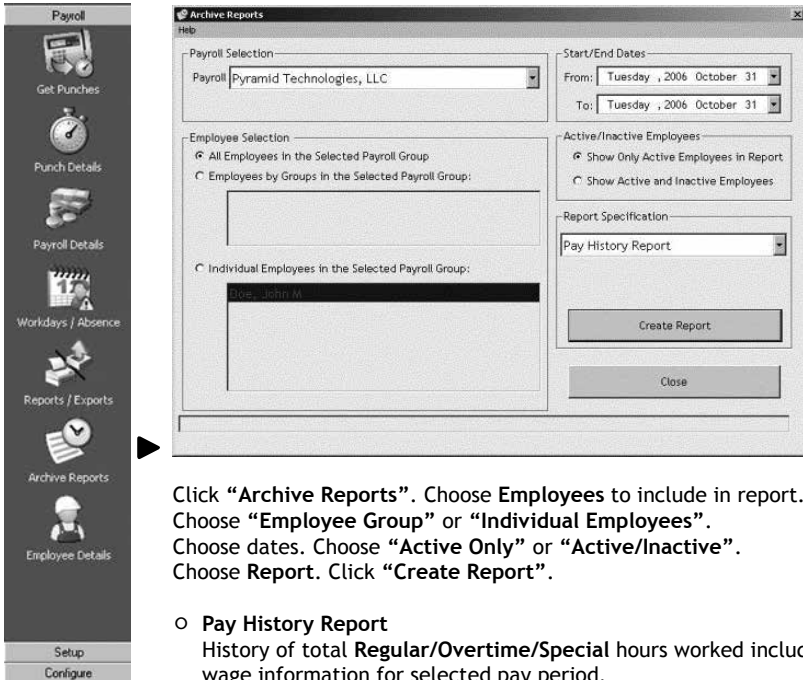 Payroll
Get Punches
Punch Details
Payroll Details
17
Workdays / Absence
Reports / Exports
Archive Reports
Employee Details
Setup
Configure
Archive Reports
Help
Payroll Selection
Payroll Pyramid Technologies, LLC
Start/End Dates
From: Tuesday , 2006 October 31
To: Tuesday , 2006 October 31
Employee Selection
All Employees in the Selected Payroll Group
Employees by Groups in the Selected Payroll Group:
Individual Employees in the Selected Payroll Group:
Doe, John M
Active/Inactive Employees
Show Only Active Employees in Report
Show Active and Inactive Employees
Report Specification
Pay History Report
Create Report
Close
Click “Archive Reports”. Choose Employees to include in report.
Choose “Employee Group” or “Individual Employees”.
Choose dates. Choose “Active Only” or “Active/Inactive”.
Choose Report. Click “Create Report”.
Pay History Report
History of total Regular/Overtime/Special hours worked includ
wage information for selected pay period.